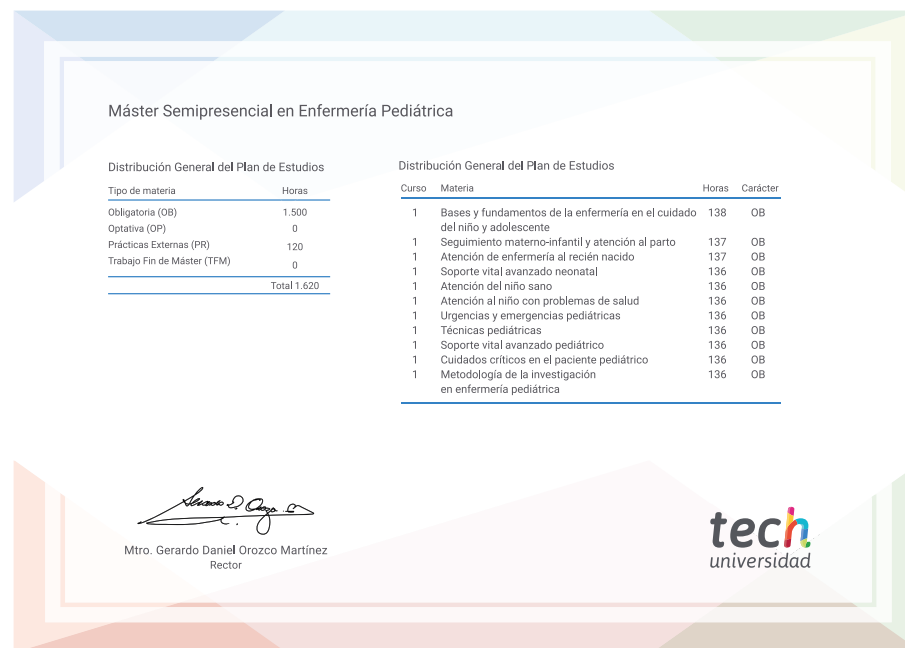 Máster Semipresencial en Enfermería Pediátrica
Distribución General del Plan de Estudios
Tipo de materia Horas
Obligatoria (OB) 1.500
Optativa (OP) 0
Prácticas Externas (PR) 120
Trabajo Fin de Máster (TFM) 0
Total 1.620
Distribución General del Plan de Estudios
Curso Materia Horas Carácter
1 Bases y fundamentos de la enfermería en el cuidado 138 OB
del niño y adolescente
1 Seguimiento materno-infantil y atención al parto 137 OB
1 Atención de enfermería al recién nacido 137 OB
1 Soporte vital avanzado neonatal 136 OB
1 Atención del niño sano 136 OB
1 Atención al niño con problemas de salud 136 OB
1 Urgencias y emergencias pediátricas 136 OB
1 Técnicas pediátricas 136 OB
1 Soporte vital avanzado pediátrico 136 OB
1 Cuidados críticos en el paciente pediátrico 136 OB
1 Metodología de la investigación 136 OB
en enfermería pediátrica
Mtro. Gerardo Daniel Orozco Martínez
Rector
tech
universidad